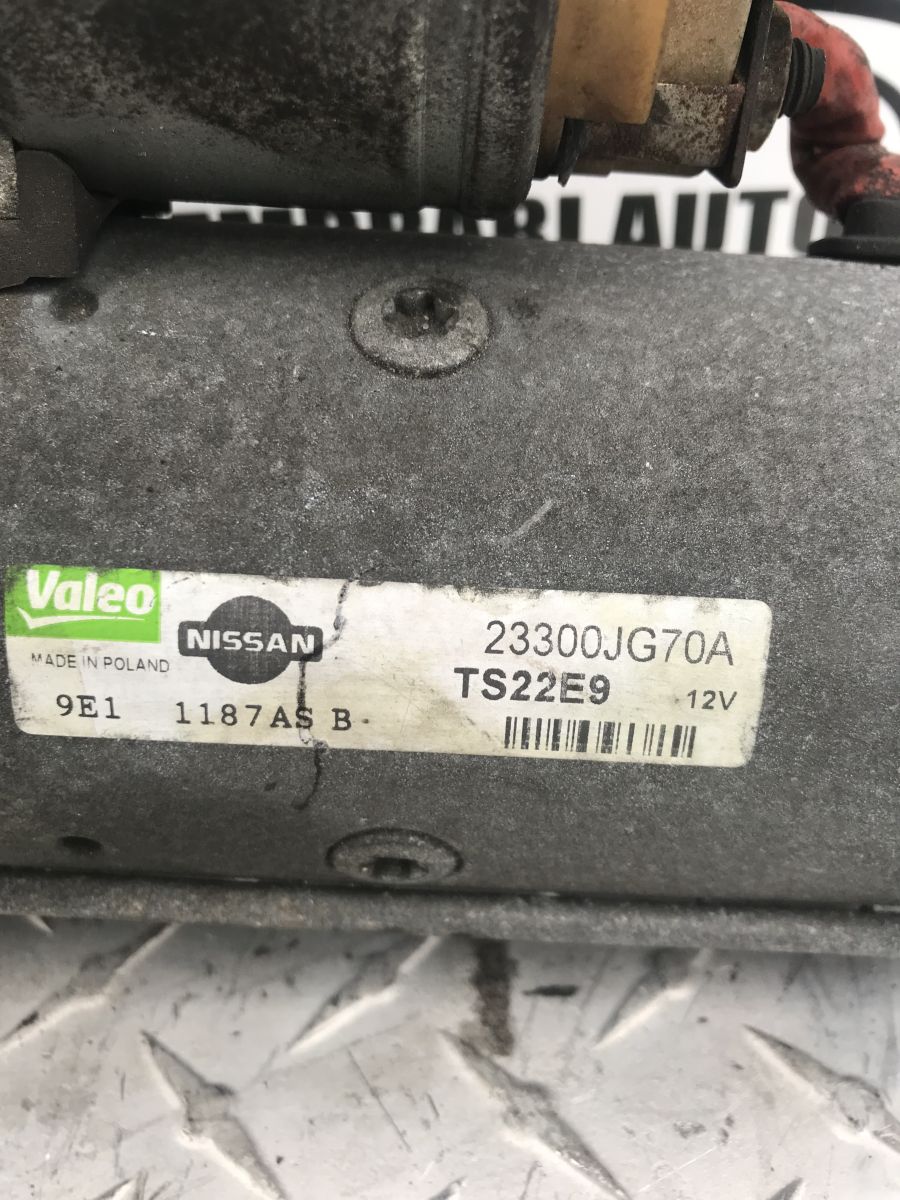 Valeo
NISSAN
23300JG70A
MADE IN POLAND
TS22E9
12V
9E1 1187AS B